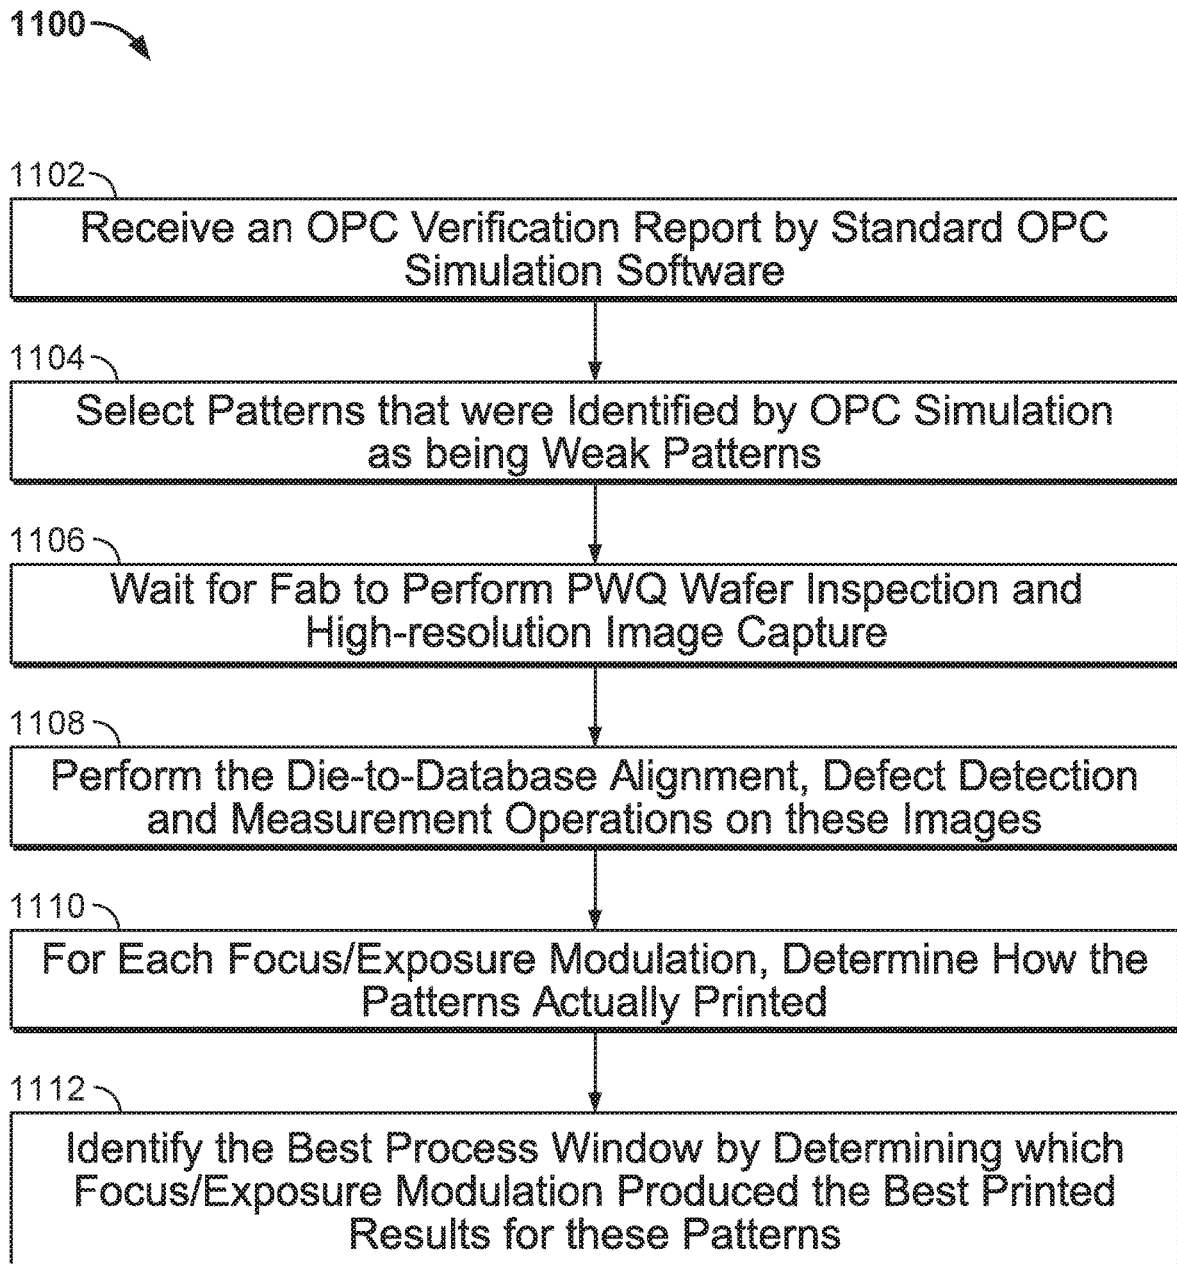 1100
1102
Receive an OPC Verification Report by Standard OPC
Simulation Software
1104
Select Patterns that were Identified by OPC Simulation
as being Weak Patterns
1106
Wait for Fab to Perform PWQ Wafer Inspection and
High-resolution Image Capture
1108
Perform the Die-to-Database Alignment, Defect Detection
and Measurement Operations on these Images
1110
For Each Focus/Exposure Modulation, Determine How the
Patterns Actually Printed
1112
Identify the Best Process Window by Determining which
Focus/Exposure Modulation Produced the Best Printed
Results for these Patterns